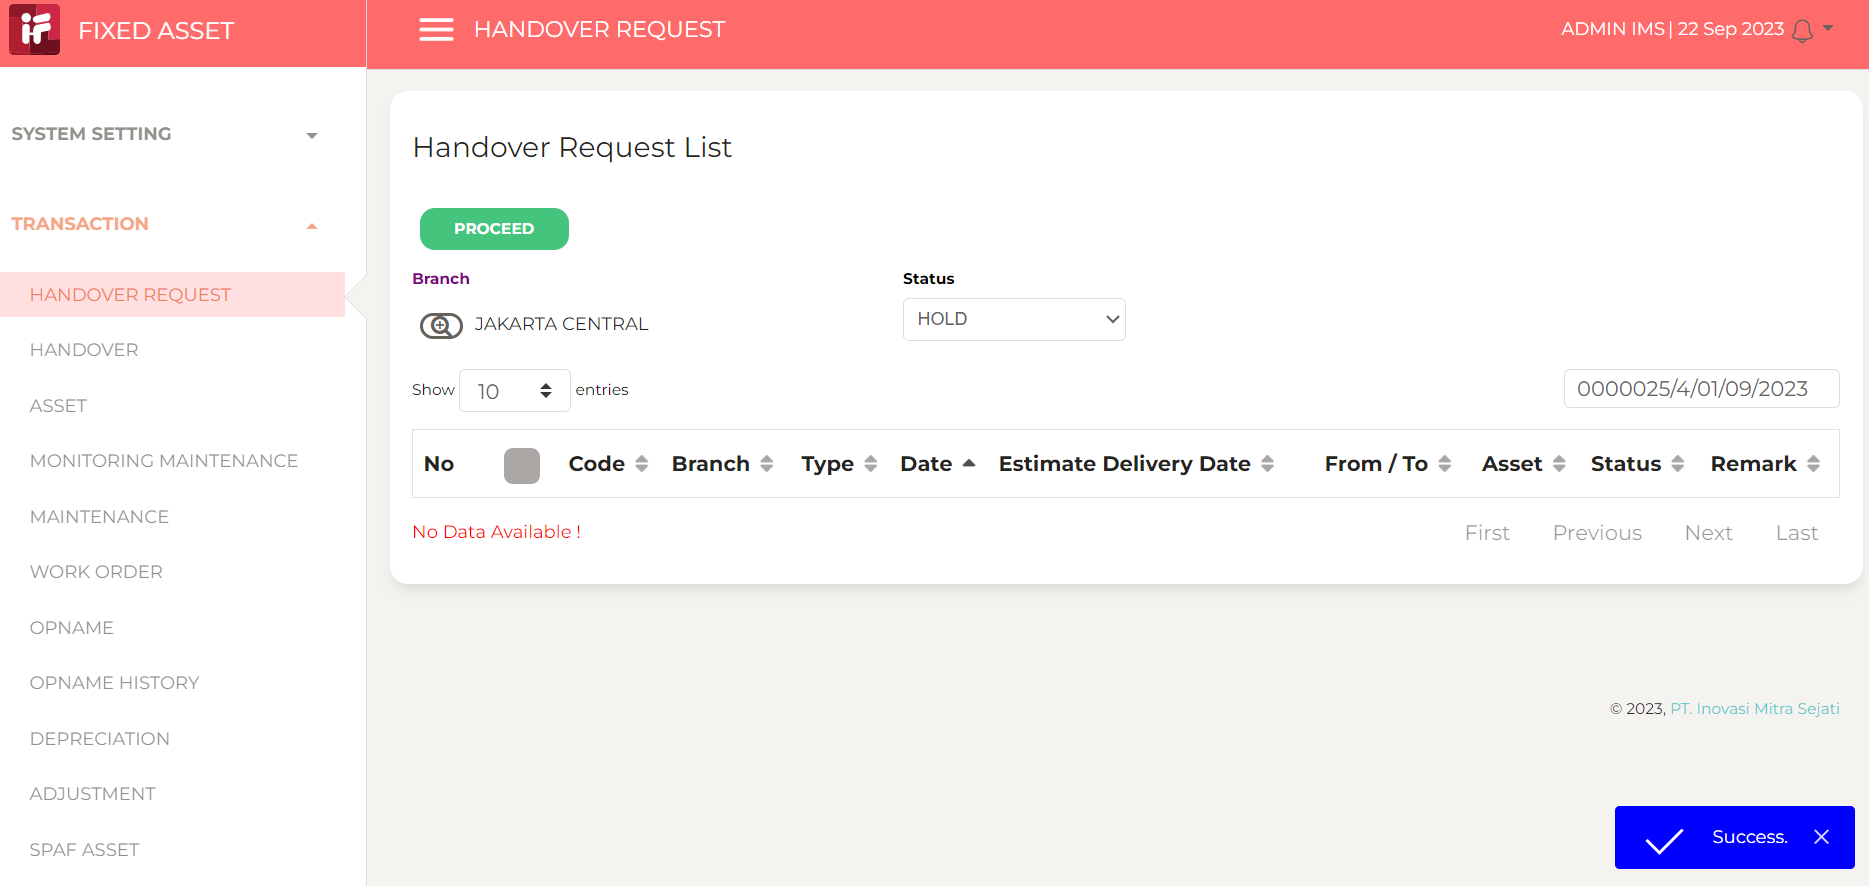 FIXED ASSET
HANDOVER REQUEST
ADMIN IMS | 22 Sep 2023
SYSTEM SETTING
TRANSACTION
HANDOVER REQUEST
HANDOVER
ASSET
MONITORING MAINTENANCE
MAINTENANCE
WORK ORDER
OPNAME
OPNAME HISTORY
DEPRECIATION
ADJUSTMENT
SPAF ASSET
Handover Request List
PROCEED
Branch
Status
JAKARTA CENTRAL
HOLD
Show 10 entries
0000025/4/01/09/2023
No Code Branch Type Date Estimate Delivery Date From / To Asset Status Remark
No Data Available !
First Previous Next Last
© 2023, PT. Inovasi Mitra Sejati
Success.